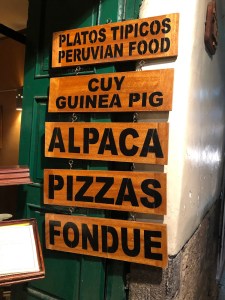 PLATOS TIPICOS
PERUVIAN FOOD
CUY
GUINEA PIG
ALPACA
PIZZAS
FONDUE